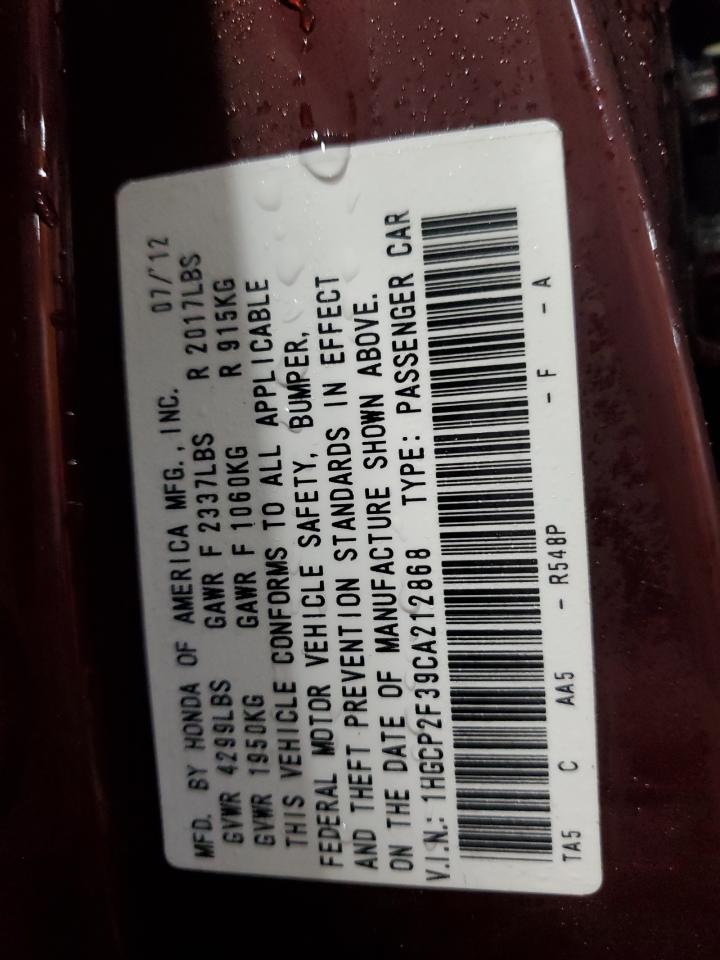 MFD. BY HONDA OF AMERICA MFG., INC. 07/'12
GVWR 4299LBS GAWR F 2337LBS R 2017LBS
GVWR 1950KG GAWR F 1060KG R 915KG
THIS VEHICLE CONFORMS TO ALL APPLICABLE
FEDERAL MOTOR VEHICLE SAFETY, BUMPER,
AND THEFT PREVENTION STANDARDS IN EFFECT
ON THE DATE OF MANUFACTURE SHOWN ABOVE.
V.I.N.: 1HGCP2F39CA212868 TYPE: PASSENGER CAR
TA5 C AA5 - R548P - F - A